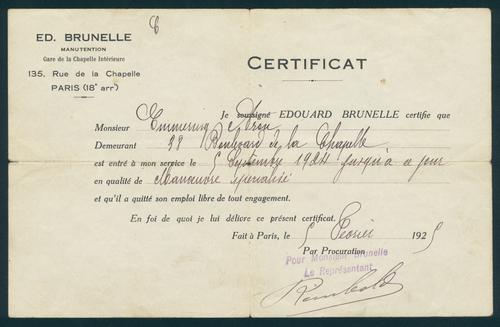 ED. BRUNELLE
MANUTENTION
Gare de la Chapelle Intérieure
135, Rue de la Chapelle
PARIS (18e arrt)
CERTIFICAT
Je soussigné EDOUARD BRUNELLE certifie que
Monsieur
Demeurant 38 Boulevard de la Chapelle
est entré à mon service le 5 Septembre 1924 jusqu'à ce jour
en qualité de Manœuvre spécialisé
et qu'il a quitté son emploi libre de tout engagement.
En foi de quoi je lui délivre ce présent certificat.
Fait à Paris, le 5 Février 1925
Par Procuration
Pour Monsieur Brunelle
Le Représentant